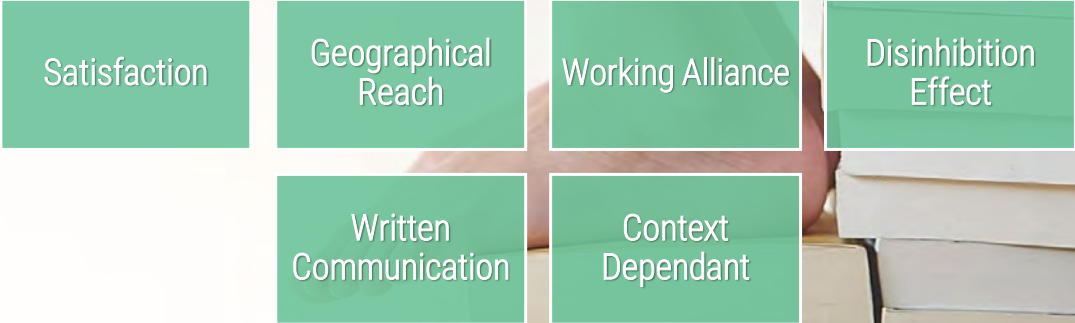 Satisfaction
Geographical
Reach
Working Alliance
Disinhibition
Effect
Written
Communication
Context
Dependant